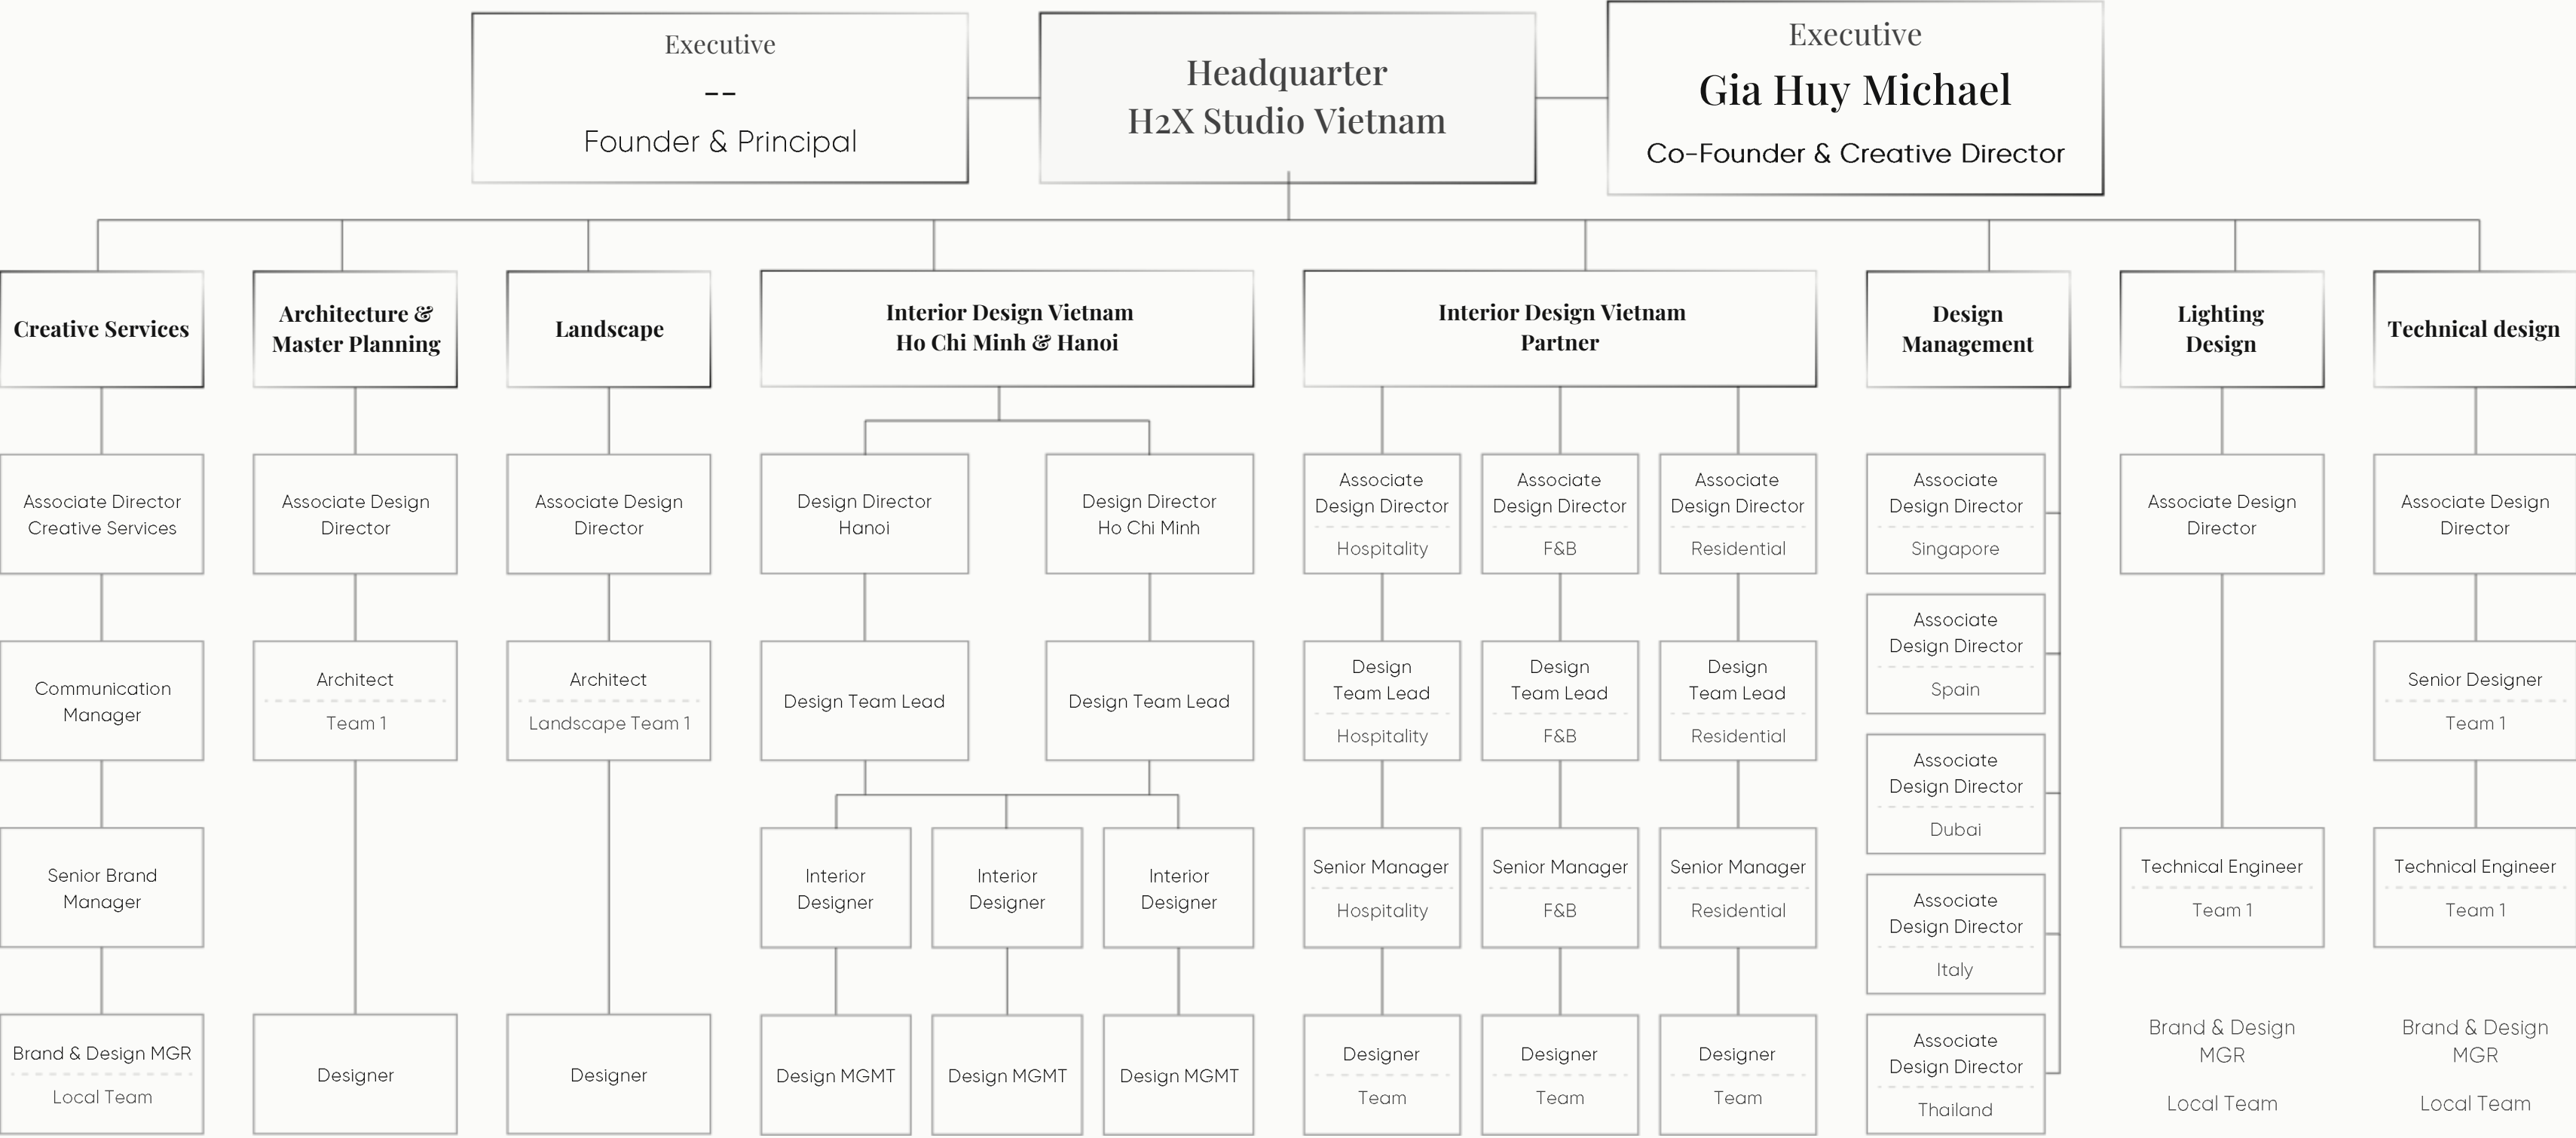 Executive
--
Founder & Principal
Headquarter
H2X Studio Vietnam
Executive
Gia Huy Michael
Co-Founder & Creative Director
Creative Services
Architecture &
Master Planning
Landscape
Interior Design Vietnam
Ho Chi Minh & Hanoi
Interior Design Vietnam
Partner
Design
Management
Lighting
Design
Technical design
Associate Director
Creative Services
Associate Design
Director
Associate Design
Director
Design Director
Hanoi
Design Director
Ho Chi Minh
Associate
Design Director
Hospitality
Associate
Design Director
F&B
Associate
Design Director
Residential
Associate
Design Director
Singapore
Associate Design
Director
Associate Design
Director
Associate
Design Director
Spain
Communication
Manager
Architect
Team 1
Architect
Landscape Team 1
Design Team Lead
Design Team Lead
Design
Team Lead
Hospitality
Design
Team Lead
F&B
Design
Team Lead
Residential
Associate
Design Director
Dubai
Senior Designer
Team 1
Senior Brand
Manager
Interior
Designer
Interior
Designer
Interior
Designer
Senior Manager
Hospitality
Senior Manager
F&B
Senior Manager
Residential
Associate
Design Director
Italy
Technical Engineer
Team 1
Technical Engineer
Team 1
Brand & Design MGR
Local Team
Designer
Designer
Design MGMT
Design MGMT
Design MGMT
Designer
Team
Designer
Team
Designer
Team
Associate
Design Director
Thailand
Brand & Design
MGR
Local Team
Brand & Design
MGR
Local Team